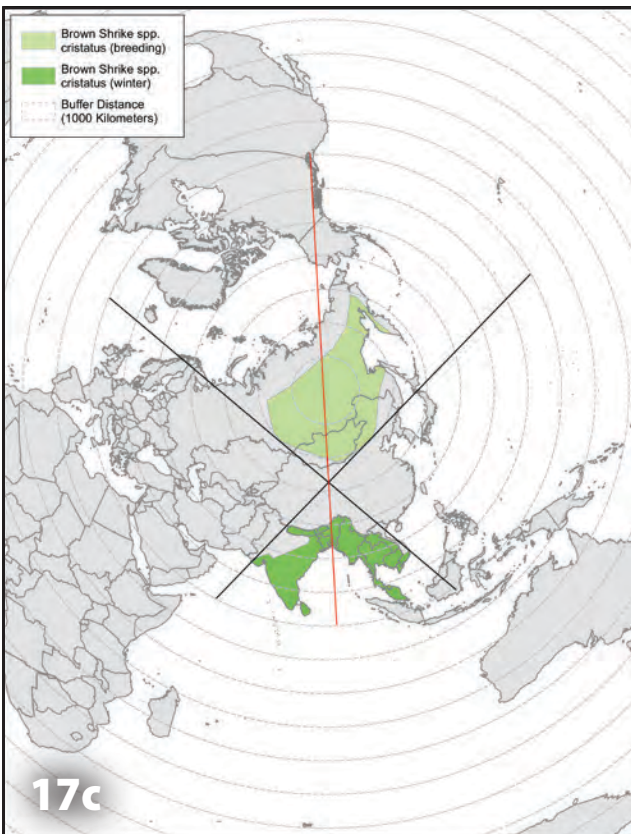 Brown Shrike spp.
cristatus (breeding)
Brown Shrike spp.
cristatus (winter)
Buffer Distance
(1000 Kilometers)
17c